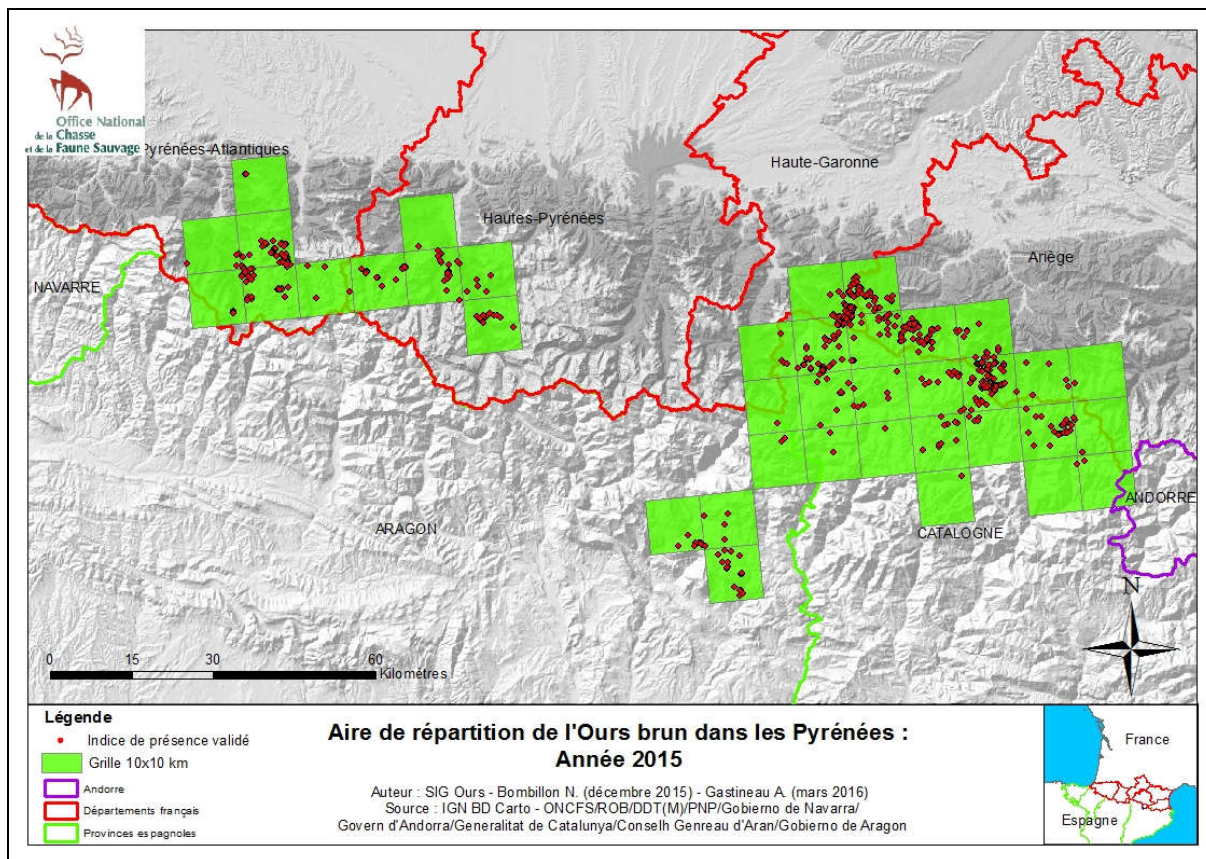 Office National
de la Chasse
et de la Faune Sauvage
Pyrénées-Atlantiques
Haute-Garonne
Hautes-Pyrénées
Ariège
NAVARRE
ARAGON
CATALOGNE
ANDORRE
N
0 15 30 60
Kilométres
Légende
Indice de présence validé
Grille 10x10 km
Andorre
Départements français
Provinces espagnoles
Aire de répartition de l'Ours brun dans les Pyrénées :
Année 2015
Auteur : SIG Ours - Bombillon N. (décembre 2015) - Gastineau A. (mars 2016)
Source : IGN BD Carto - ONCFS/ROB/DDT(M)/PNP/Gobierno de Navarra/
Govern d'Andorra/Generalitat de Catalunya/Conselh Genreau d'Aran/Gobierno de Aragon
France
Espagne